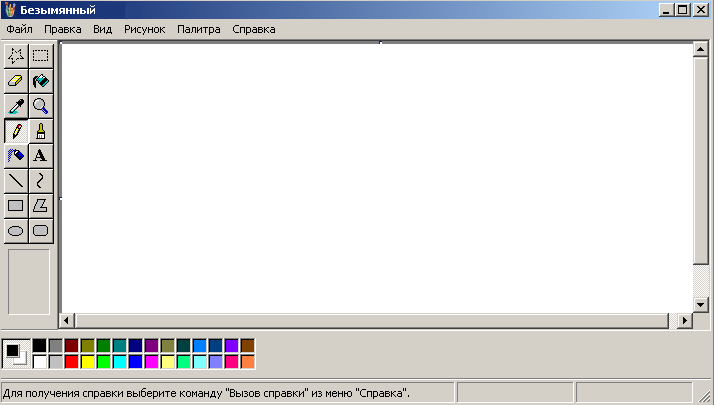 Безымянный
Файл Правка Вид Рисунок Палитра Справка
A
Для получения справки выберите команду "Вызов справки" из меню "Справка".